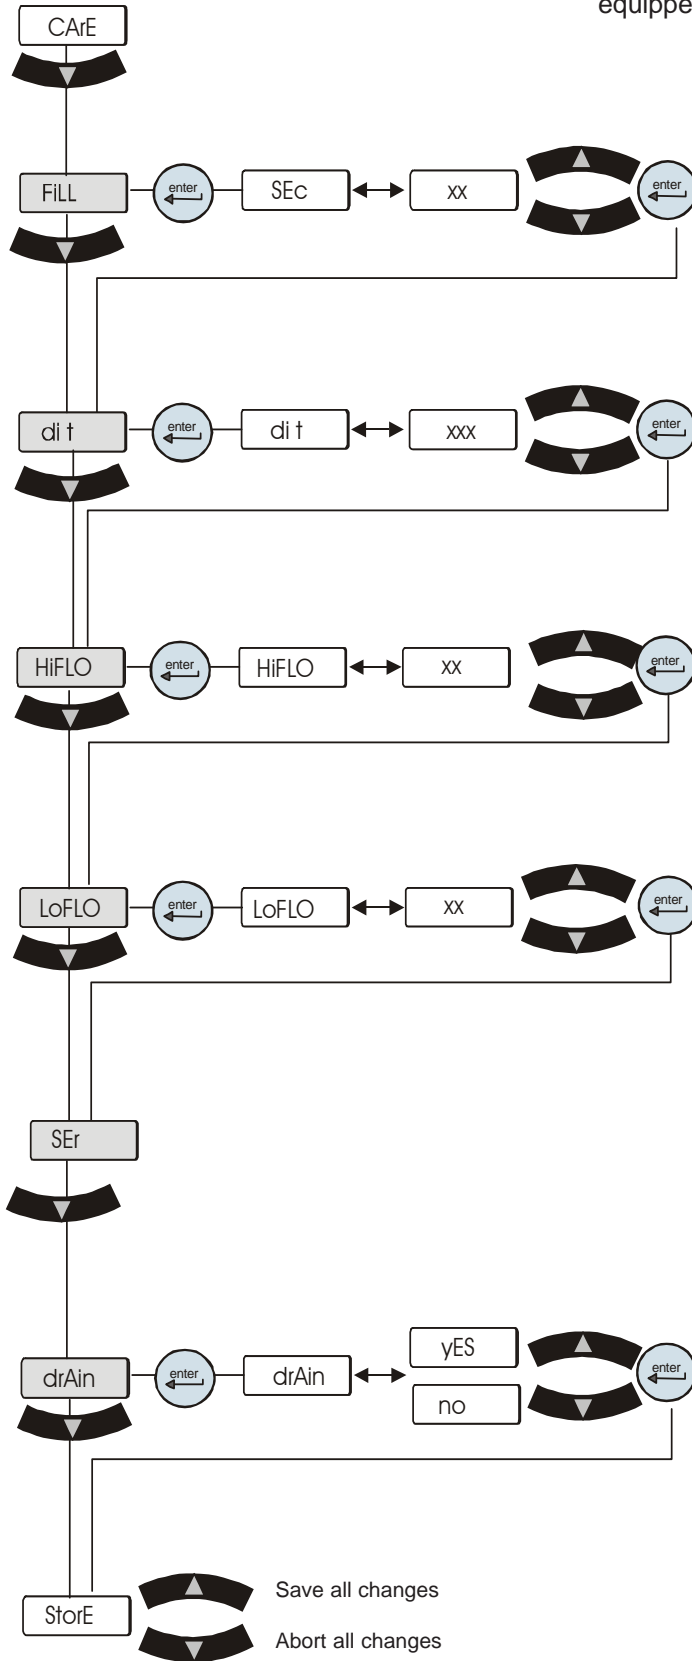 equippe
CArE
FiLL
enter
SEc
xx
enter
di t
enter
di t
xxx
enter
HiFLO
enter
HiFLO
xx
enter
LoFLO
enter
LoFLO
xx
enter
SEr
drAin
enter
drAin
yES
no
enter
StorE
Save all changes
Abort all changes